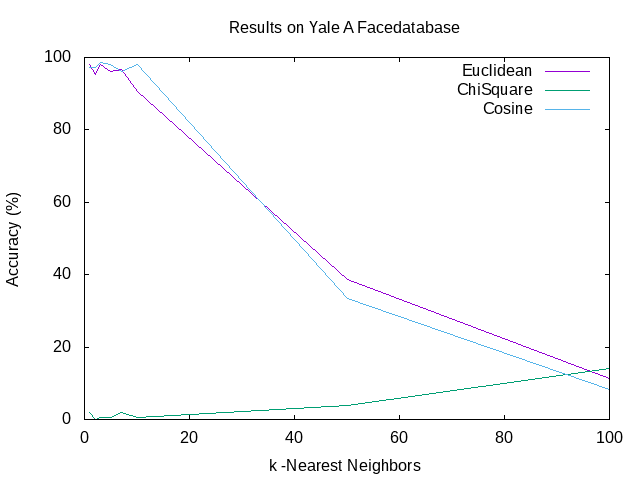 Results on Yale A Facedatabase
Euclidean
ChiSquare
Cosine
100
80
60
40
20
0
Accuracy (%)
0 20 40 60 80 100
k -Nearest Neighbors